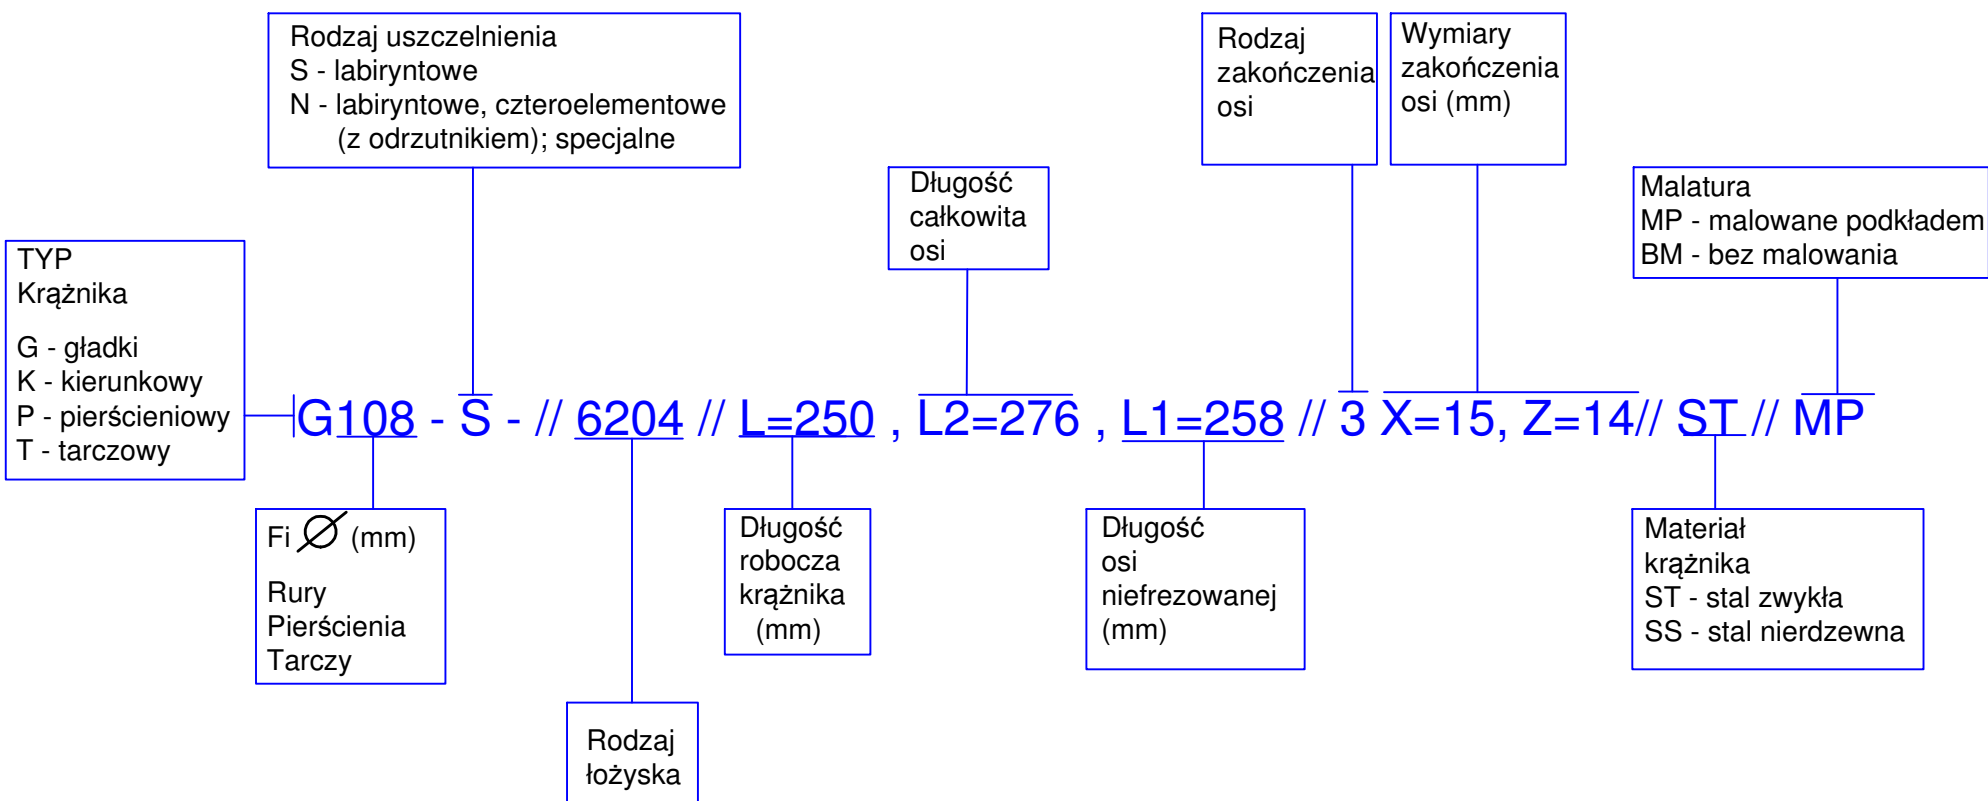 Rodzaj uszczelnienia
S - labiryntowe
N - labiryntowe, czteroelementowe
(z odrzutnikiem); specjalne
Rodzaj
zakończenia
osi
Wymiary
zakończenia
osi (mm)
Długość
całkowita
osi
Malatura
MP - malowane podkładem
BM - bez malowania
TYP
Krążnika
G - gładki
K - kierunkowy
P - pierścieniowy
T - tarczowy
G108 - S - // 6204 // L=250 , L2=276 , L1=258 // 3 X=15, Z=14// ST // MP
Fi Ø (mm)
Rury
Pierścienia
Tarczy
Długość
robocza
krążnika
(mm)
Długość
osi
niefrezowanej
(mm)
Materiał
krążnika
ST - stal zwykła
SS - stal nierdzewna
Rodzaj
łożyska